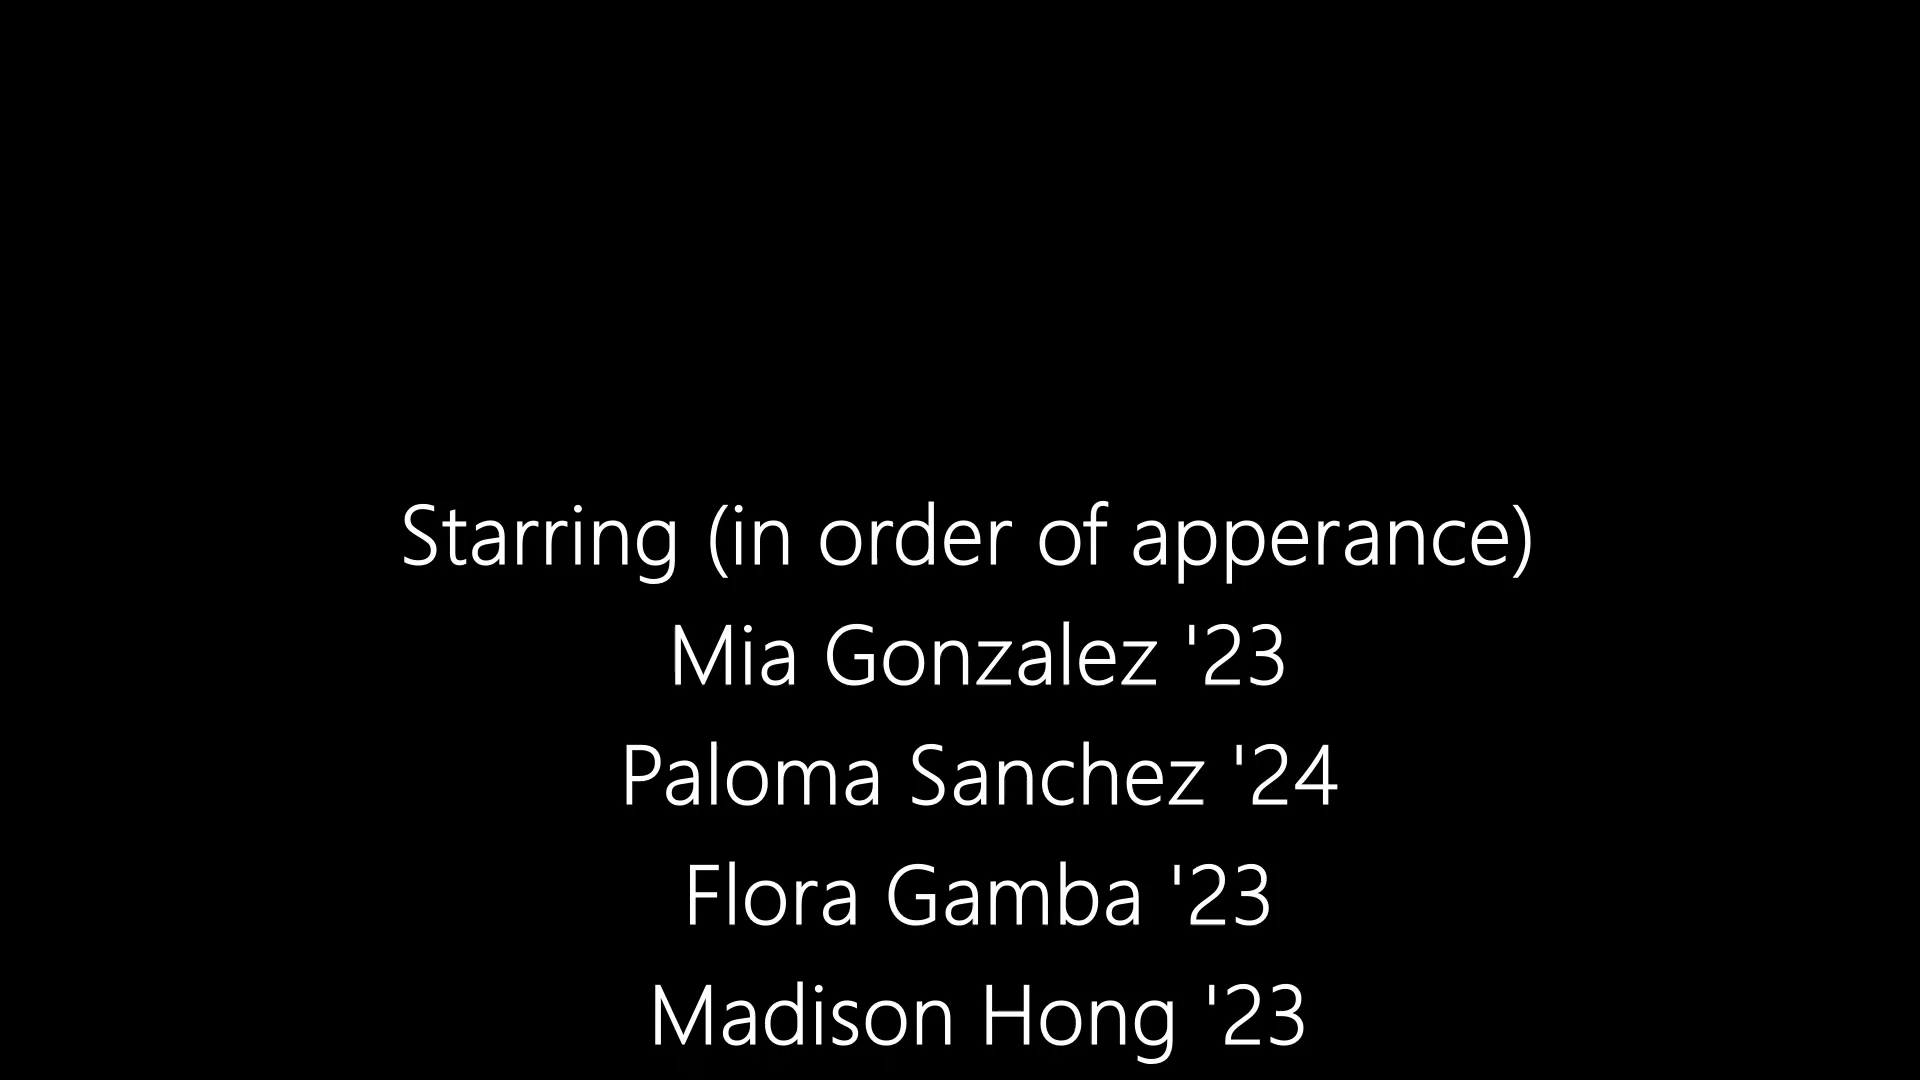 Starring (in order of apperance)
Mia Gonzalez '23
Paloma Sanchez '24
Flora Gamba '23
Madison Hong '23